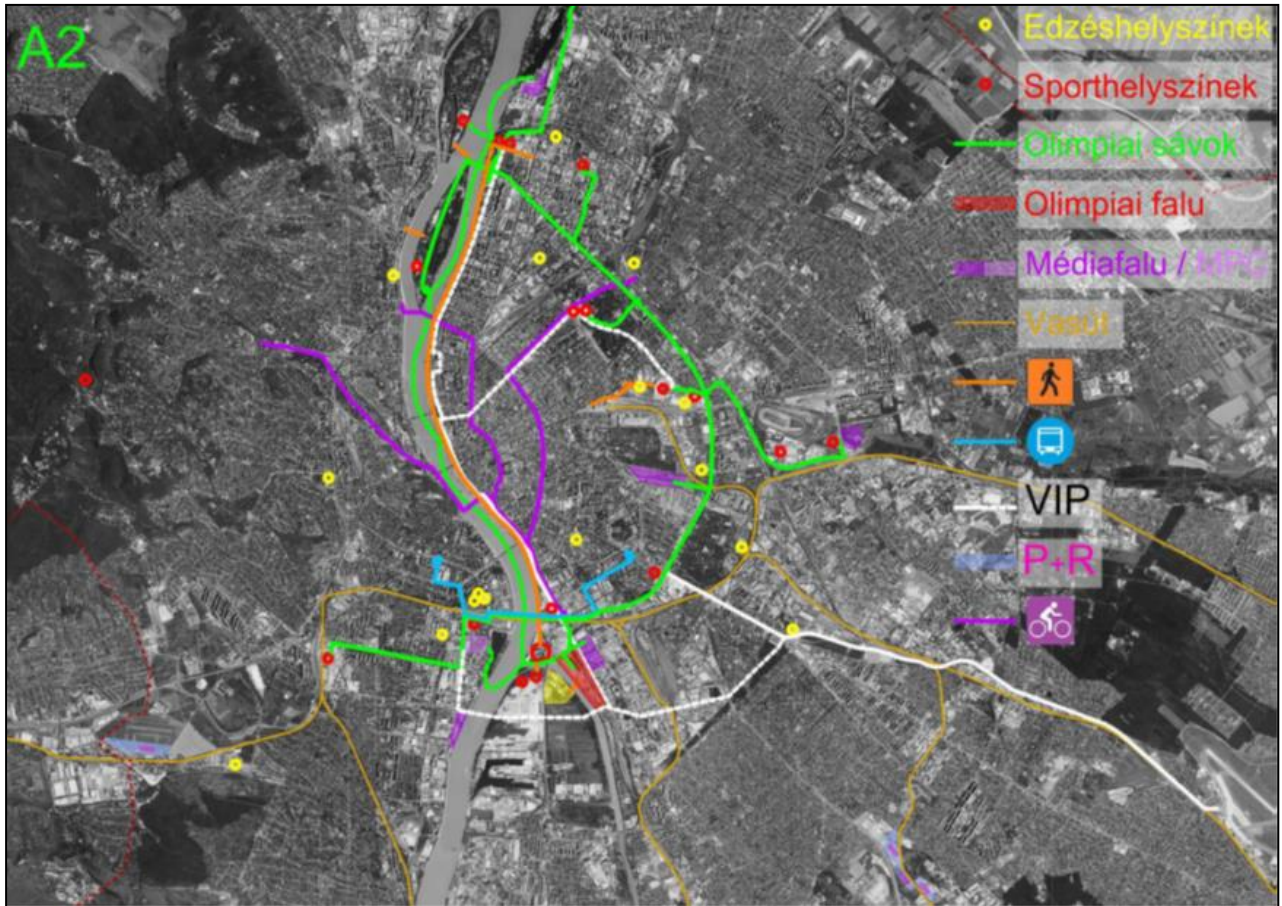 A2
Edzéshelyszínek
Sporthelyszínek
Olimpiai sávok
Olimpiai falu
Médiafalu / MPC
Vasút
VIP
P+R